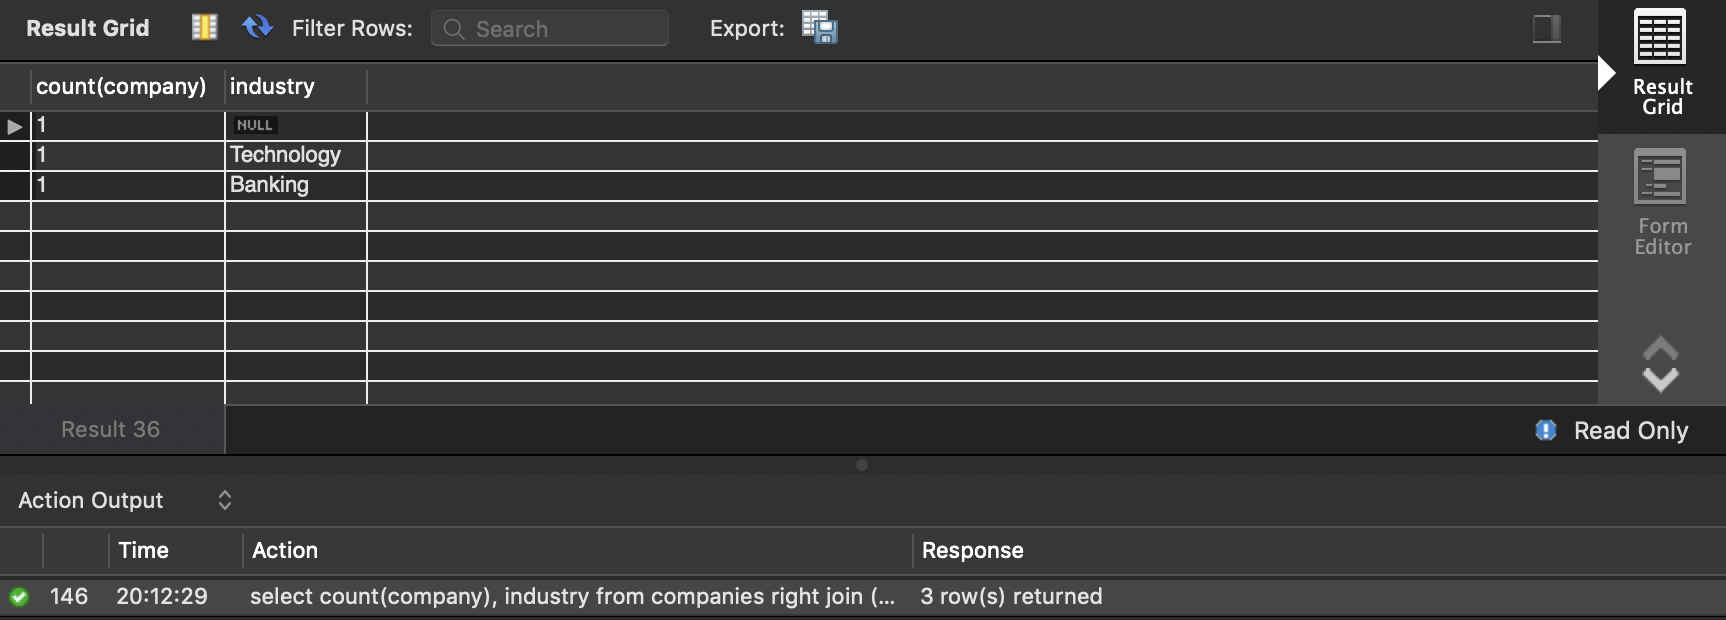 Result Grid Filter Rows: Search Export:
count(company) industry
1 NULL
1 Technology
1 Banking
Result
Grid
Form
Editor
Result 36 Read Only
Action Output
Time Action Response
146 20:12:29 select count(company), industry from companies right join (... 3 row(s) returned